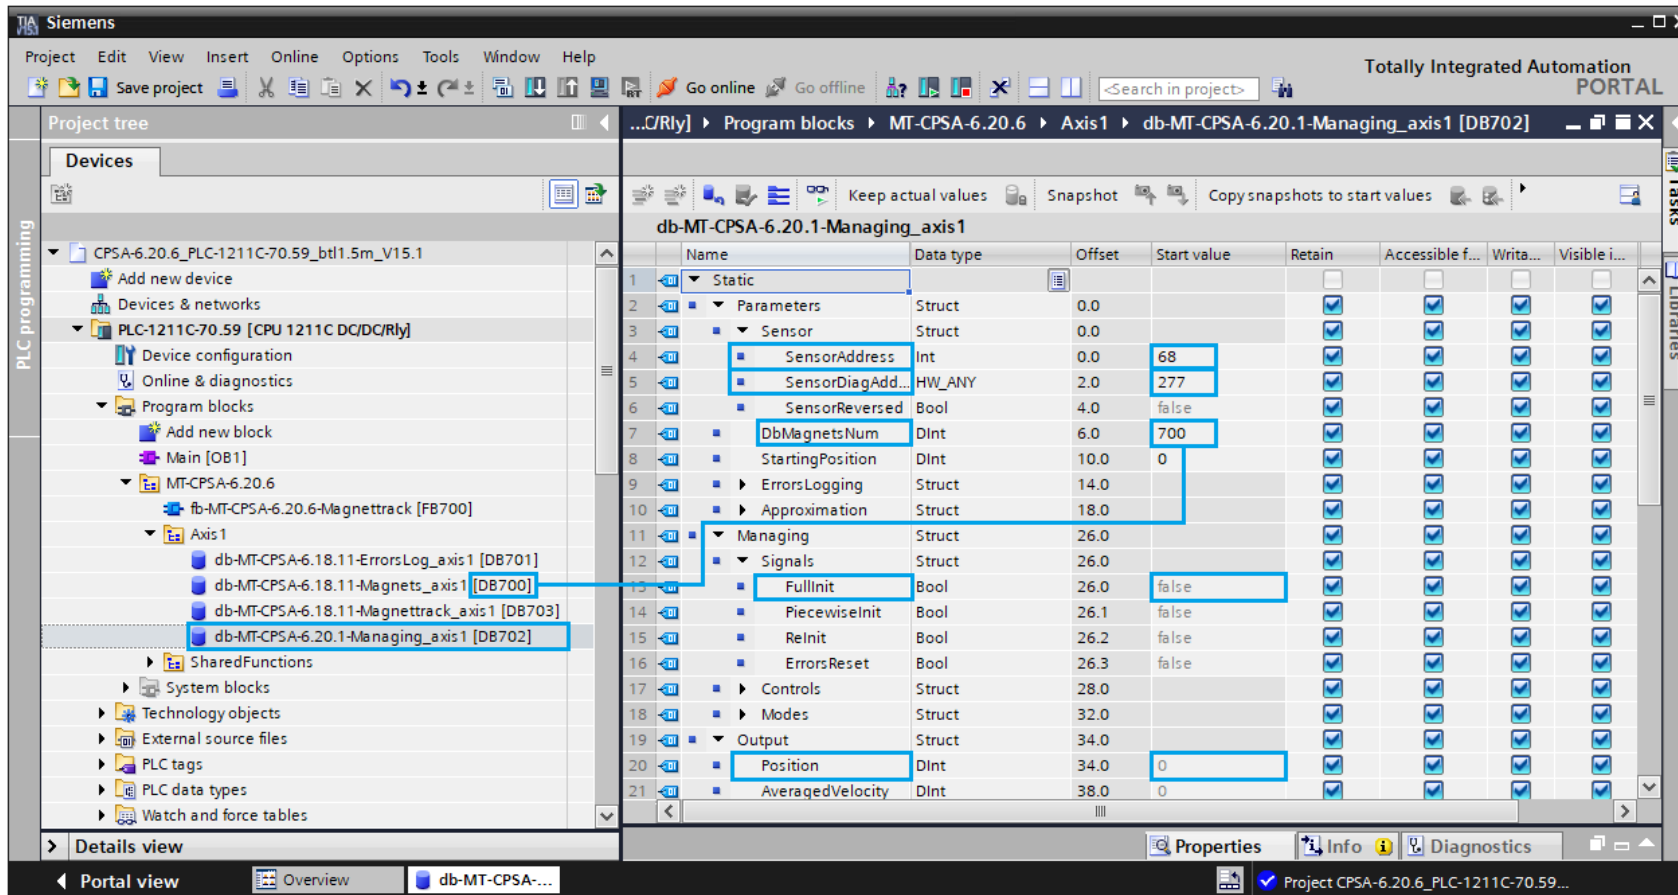 TIA V15.1 Siemens
Project Edit View Insert Online Options Tools Window Help
Totally Integrated Automation
PORTAL
Save project Go online Go offline <Search in project>
Project tree
...C/Rly] Program blocks MT-CPSA-6.20.6 Axis1 db-MT-CPSA-6.20.1-Managing_axis1 [DB702]
Devices
Keep actual values Snapshot Copy snapshots to start values
db-MT-CPSA-6.20.1-Managing_axis1
PLC programming
Tasks
Libraries
CPSA-6.20.6_PLC-1211C-70.59_btl1.5m_V15.1
Add new device
Devices & networks
PLC-1211C-70.59 [CPU 1211C DC/DC/Rly]
Device configuration
Online & diagnostics
Program blocks
Add new block
Main [OB1]
MT-CPSA-6.20.6
fb-MT-CPSA-6.20.6-Magnettrack [FB700]
Axis1
db-MT-CPSA-6.18.11-ErrorsLog_axis1 [DB701]
db-MT-CPSA-6.18.11-Magnets_axis1 [DB700]
db-MT-CPSA-6.18.11-Magnettrack_axis1 [DB703]
db-MT-CPSA-6.20.1-Managing_axis1 [DB702]
SharedFunctions
System blocks
Technology objects
External source files
PLC tags
PLC data types
Watch and force tables
Details view
Name Data type Offset Start value Retain Accessible f... Writa... Visible i...
1 Static
2 Parameters Struct 0.0
3 Sensor Struct 0.0
4 SensorAddress Int 0.0 68
5 SensorDiagAdd... HW_ANY 2.0 277
6 SensorReversed Bool 4.0 false
7 DbMagnetsNum DInt 6.0 700
8 StartingPosition DInt 10.0 0
9 ErrorsLogging Struct 14.0
10 Approximation Struct 18.0
11 Managing Struct 26.0
12 Signals Struct 26.0
13 FullInit Bool 26.0 false
14 PiecewiseInit Bool 26.1 false
15 ReInit Bool 26.2 false
16 ErrorsReset Bool 26.3 false
17 Controls Struct 28.0
18 Modes Struct 32.0
19 Output Struct 34.0
20 Position DInt 34.0 0
21 AveragedVelocity DInt 38.0 0
Properties Info Diagnostics
Portal view Overview db-MT-CPSA-... Project CPSA-6.20.6_PLC-1211C-70.59...